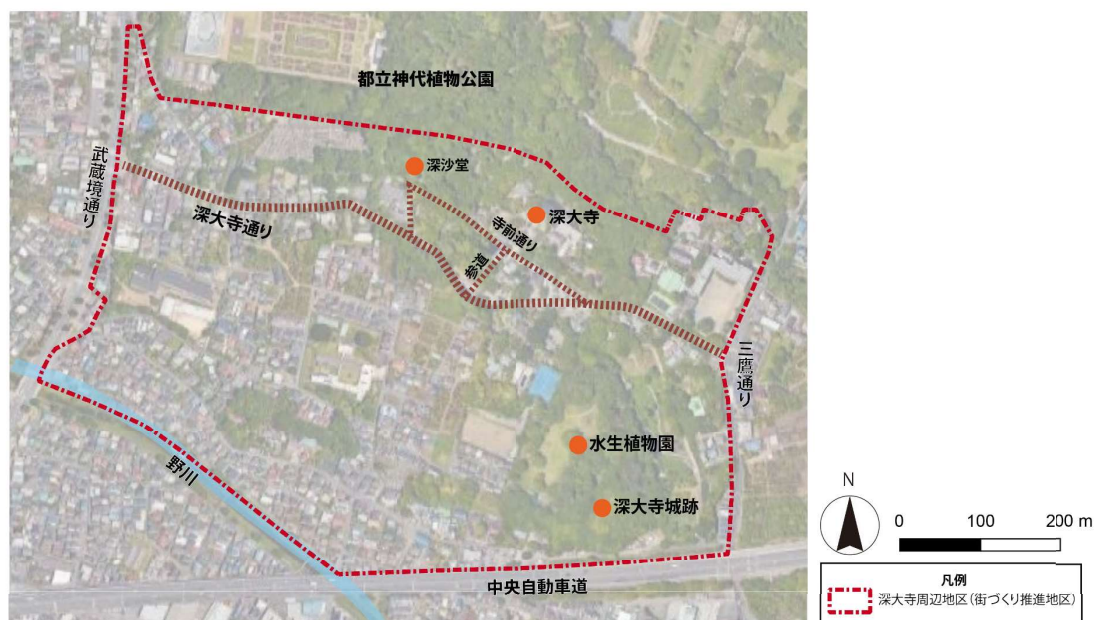 都立神代植物公園
武蔵境通り
深沙堂
深大寺通り
深大寺
寺前通り
参道
三鷹通り
水生植物園
野川
深大寺城跡
中央自動車道
N
0 100 200 m
凡例
深大寺周辺地区(街づくり推進地区)